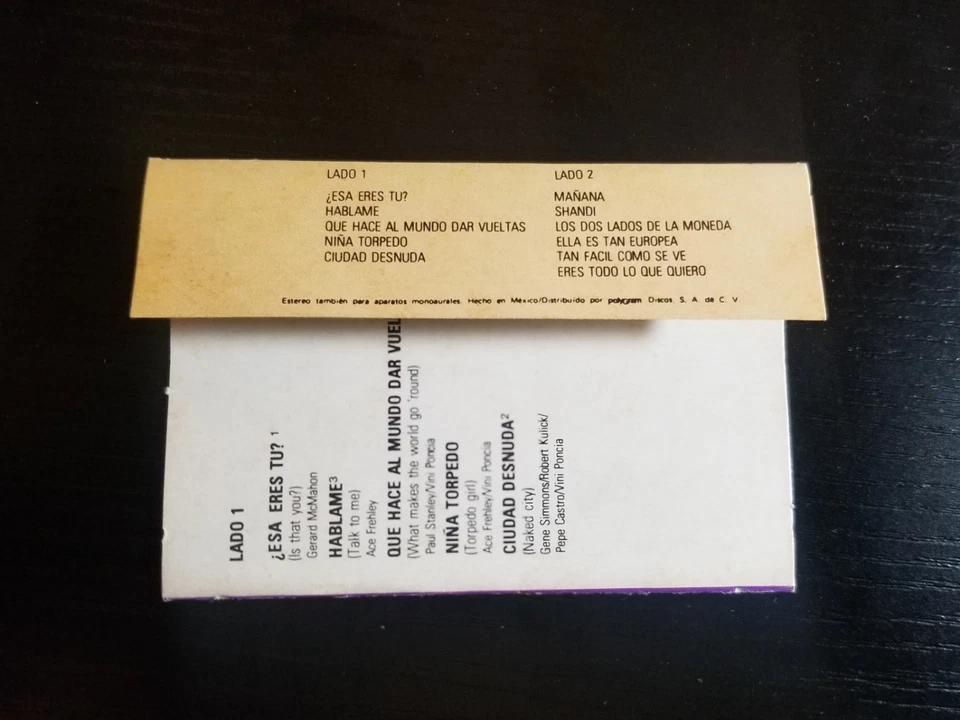 LADO 1
¿ESA ERES TU?
HABLAME
QUE HACE AL MUNDO DAR VUELTAS
NIÑA TORPEDO
CIUDAD DESNUDA
LADO 2
MAÑANA
SHANDI
LOS DOS LADOS DE LA MONEDA
ELLA ES TAN EUROPEA
TAN FACIL COMO SE VE
ERES TODO LO QUE QUIERO
Estereo también para aparatos monoaurales. Hecho en México/Distribuido por polygram Discos, S. A. de C. V.
LADO 1
¿ESA ERES TU? ¹
(Is that you?)
Gerard McMahon
HABLAME³
(Talk to me)
Ace Frehley
QUE HACE AL MUNDO DAR VUEL
(What makes the world go 'round)
Paul Stanley/Vini Poncia
NIÑA TORPEDO
(Torpedo girl)
Ace Frehley/Vini Poncia
CIUDAD DESNUDA²
(Naked city)
Gene Simmons/Robert Kulick/
Pepe Castro/Vini Poncia